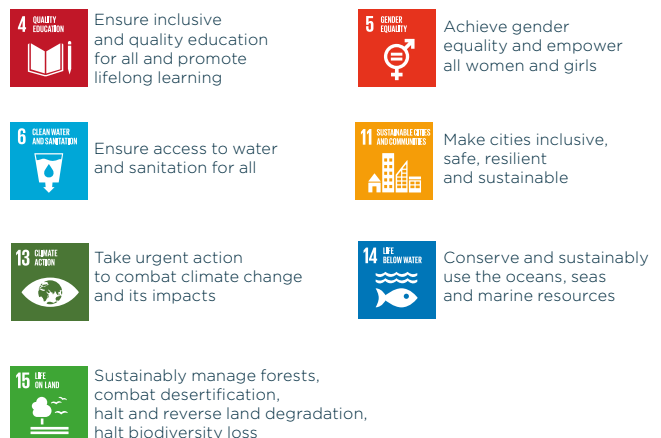 4 QUALITY
EDUCATION
Ensure inclusive
and quality education
for all and promote
lifelong learning
5 GENDER
EQUALITY
Achieve gender
equality and empower
all women and girls
6 CLEAN WATER
AND SANITATION
Ensure access to water
and sanitation for all
11 SUSTAINABLE CITIES
AND COMMUNITIES
Make cities inclusive,
safe, resilient
and sustainable
13 CLIMATE
ACTION
Take urgent action
to combat climate change
and its impacts
14 LIFE
BELOW WATER
Conserve and sustainably
use the oceans, seas
and marine resources
15 LIFE
ON LAND
Sustainably manage forests,
combat desertification,
halt and reverse land degradation,
halt biodiversity loss